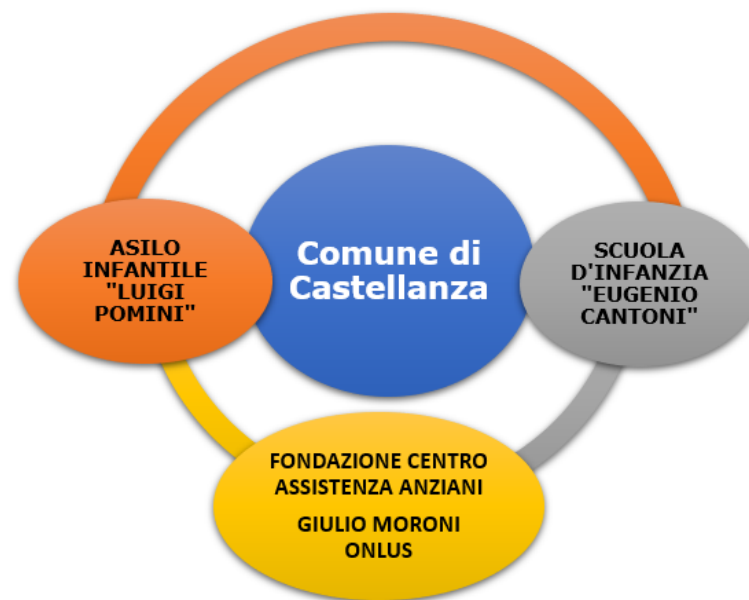 Comune di
Castellanza
ASILO
INFANTILE
"LUIGI
POMINI"
SCUOLA
D'INFANZIA
"EUGENIO
CANTONI"
FONDAZIONE CENTRO
ASSISTENZA ANZIANI
GIULIO MORONI
ONLUS